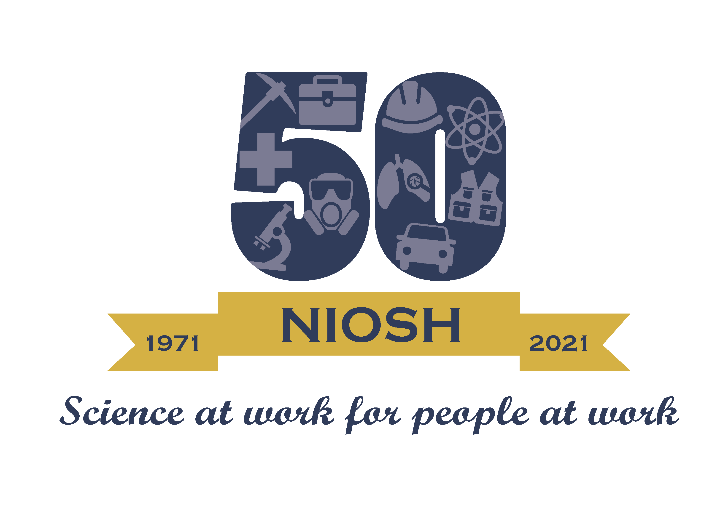 50
NIOSH
1971 2021
Science at work for people at work